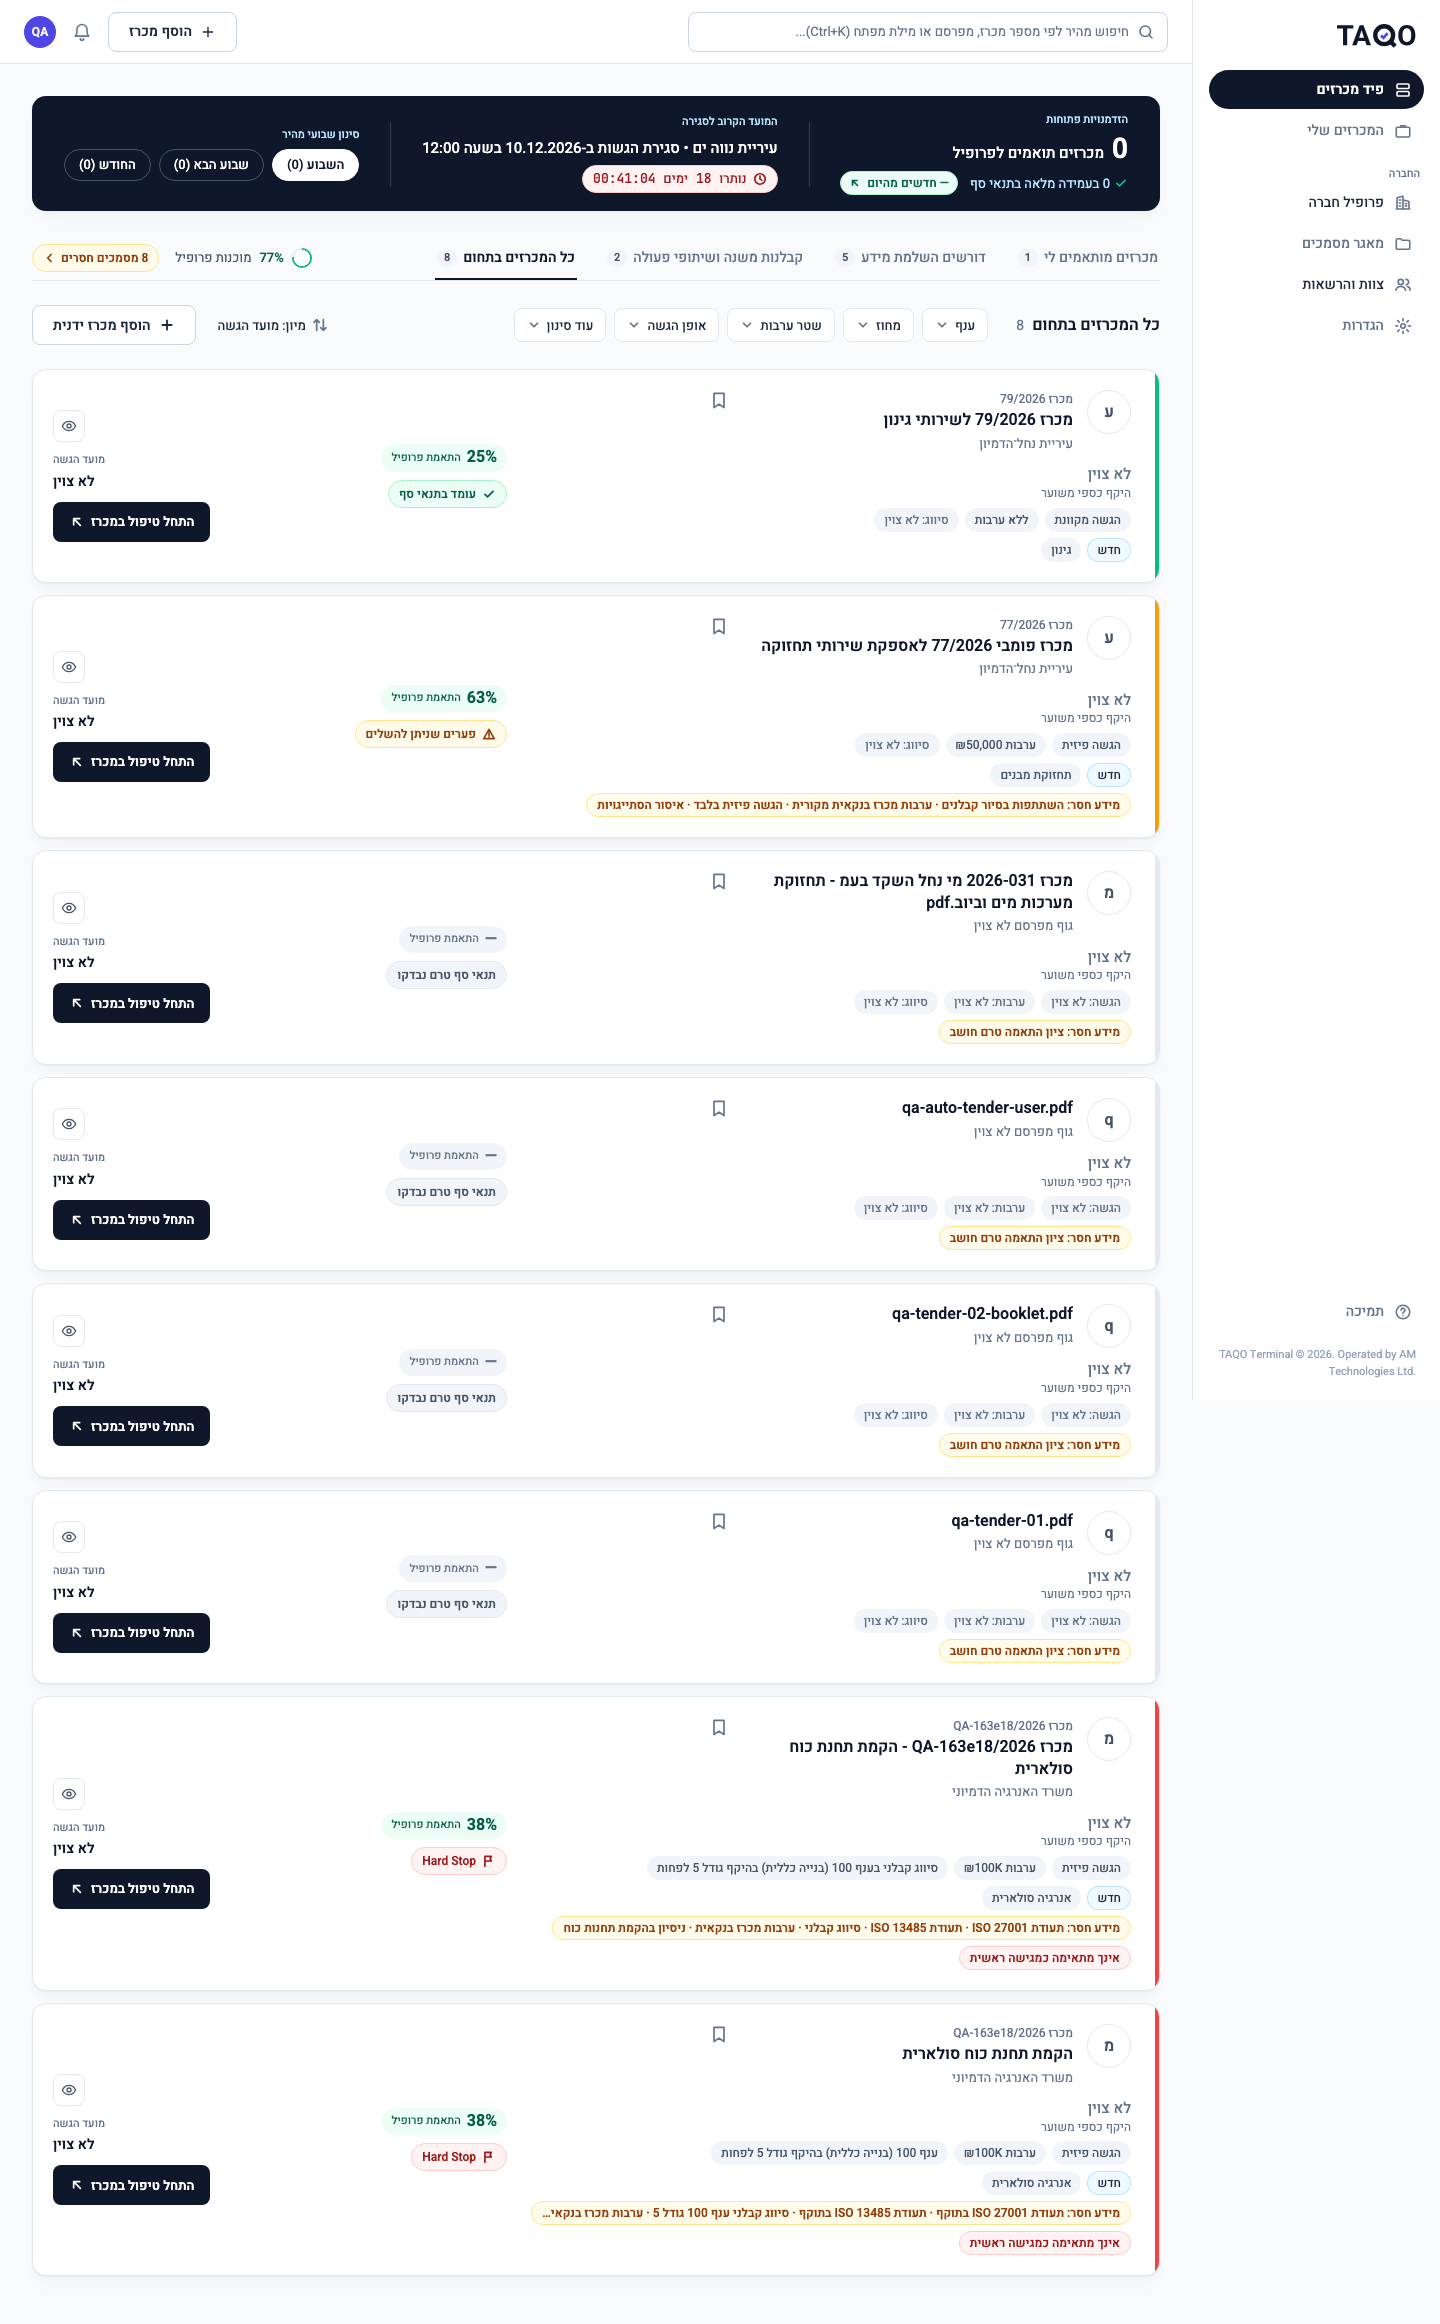 TAQO
פיד מכרזים
המכרזים שלי
החברה
פרופיל חברה
מאגר מסמכים
צוות והרשאות
הגדרות
תמיכה
TAQO Terminal © 2026. Operated by AM
Technologies Ltd.
חיפוש מהיר לפי מספר מכרז, מפרסם או מילת מפתח (Ctrl+K)...
הוסף מכרז
QA
הזדמנויות פתוחות
0 מכרזים תואמים לפרופיל
0 בעמידה מלאה בתנאי סף
— חדשים מהיום
המועד הקרוב לסגירה
עיריית נווה ים • סגירת הגשות ב-10.12.2026 בשעה 12:00
נותרו 18 ימים 00:41:04
סינון שבועי מהיר
השבוע (0)
שבוע הבא (0)
החודש (0)
מכרזים מותאמים לי 1
דורשים השלמת מידע 5
קבלנות משנה ושיתופי פעולה 2
כל המכרזים בתחום 8
77% מוכנות פרופיל
8 מסמכים חסרים
כל המכרזים בתחום 8
ענף
מחוז
שטר ערבות
אופן הגשה
עוד סינון
מיון: מועד הגשה
הוסף מכרז ידנית
ע
מכרז 79/2026
מכרז 79/2026 לשירותי גינון
עיריית נחל־הדמיון
לא צוין
היקף כספי משוער
הגשה מקוונת
ללא ערבות
סיווג: לא צוין
חדש
גינון
25% התאמת פרופיל
עומד בתנאי סף
מועד הגשה
לא צוין
התחל טיפול במכרז
ע
מכרז 77/2026
מכרז פומבי 77/2026 לאספקת שירותי תחזוקה
עיריית נחל־הדמיון
לא צוין
היקף כספי משוער
הגשה פיזית
ערבות 50,000₪
סיווג: לא צוין
חדש
תחזוקת מבנים
מידע חסר: השתתפות בסיור קבלנים · ערבות מכרז בנקאית מקורית · הגשה פיזית בלבד · איסור הסתייגויות
63% התאמת פרופיל
פערים שניתן להשלים
מועד הגשה
לא צוין
התחל טיפול במכרז
מ
מכרז 2026-031 מי נחל השקד בעמ - תחזוקת
מערכות מים וביוב.pdf
גוף מפרסם לא צוין
לא צוין
היקף כספי משוער
הגשה: לא צוין
ערבות: לא צוין
סיווג: לא צוין
מידע חסר: ציון התאמה טרם חושב
— התאמת פרופיל
תנאי סף טרם נבדקו
מועד הגשה
לא צוין
התחל טיפול במכרז
q
qa-auto-tender-user.pdf
גוף מפרסם לא צוין
לא צוין
היקף כספי משוער
הגשה: לא צוין
ערבות: לא צוין
סיווג: לא צוין
מידע חסר: ציון התאמה טרם חושב
— התאמת פרופיל
תנאי סף טרם נבדקו
מועד הגשה
לא צוין
התחל טיפול במכרז
q
qa-tender-02-booklet.pdf
גוף מפרסם לא צוין
לא צוין
היקף כספי משוער
הגשה: לא צוין
ערבות: לא צוין
סיווג: לא צוין
מידע חסר: ציון התאמה טרם חושב
— התאמת פרופיל
תנאי סף טרם נבדקו
מועד הגשה
לא צוין
התחל טיפול במכרז
q
qa-tender-01.pdf
גוף מפרסם לא צוין
לא צוין
היקף כספי משוער
הגשה: לא צוין
ערבות: לא צוין
סיווג: לא צוין
מידע חסר: ציון התאמה טרם חושב
— התאמת פרופיל
תנאי סף טרם נבדקו
מועד הגשה
לא צוין
התחל טיפול במכרז
מ
מכרז QA-163e18/2026
מכרז QA-163e18/2026 - הקמת תחנת כוח
סולארית
משרד האנרגיה הדמיוני
לא צוין
היקף כספי משוער
הגשה פיזית
ערבות 100K₪
סיווג קבלני בענף 100 (בנייה כללית) בהיקף גודל 5 לפחות
חדש
אנרגיה סולארית
מידע חסר: תעודת ISO 27001 · תעודת ISO 13485 · סיווג קבלני · ערבות מכרז בנקאית · ניסיון בהקמת תחנות כוח
אינך מתאימה כמגישה ראשית
38% התאמת פרופיל
Hard Stop
מועד הגשה
לא צוין
התחל טיפול במכרז
מ
מכרז QA-163e18/2026
הקמת תחנת כוח סולארית
משרד האנרגיה הדמיוני
לא צוין
היקף כספי משוער
הגשה פיזית
ערבות 100K₪
ענף 100 (בנייה כללית) בהיקף גודל 5 לפחות
חדש
אנרגיה סולארית
מידע חסר: תעודת ISO 27001 בתוקף · תעודת ISO 13485 בתוקף · סיווג קבלני ענף 100 גודל 5 · ערבות מכרז בנקאי...
אינך מתאימה כמגישה ראשית
38% התאמת פרופיל
Hard Stop
מועד הגשה
לא צוין
התחל טיפול במכרז